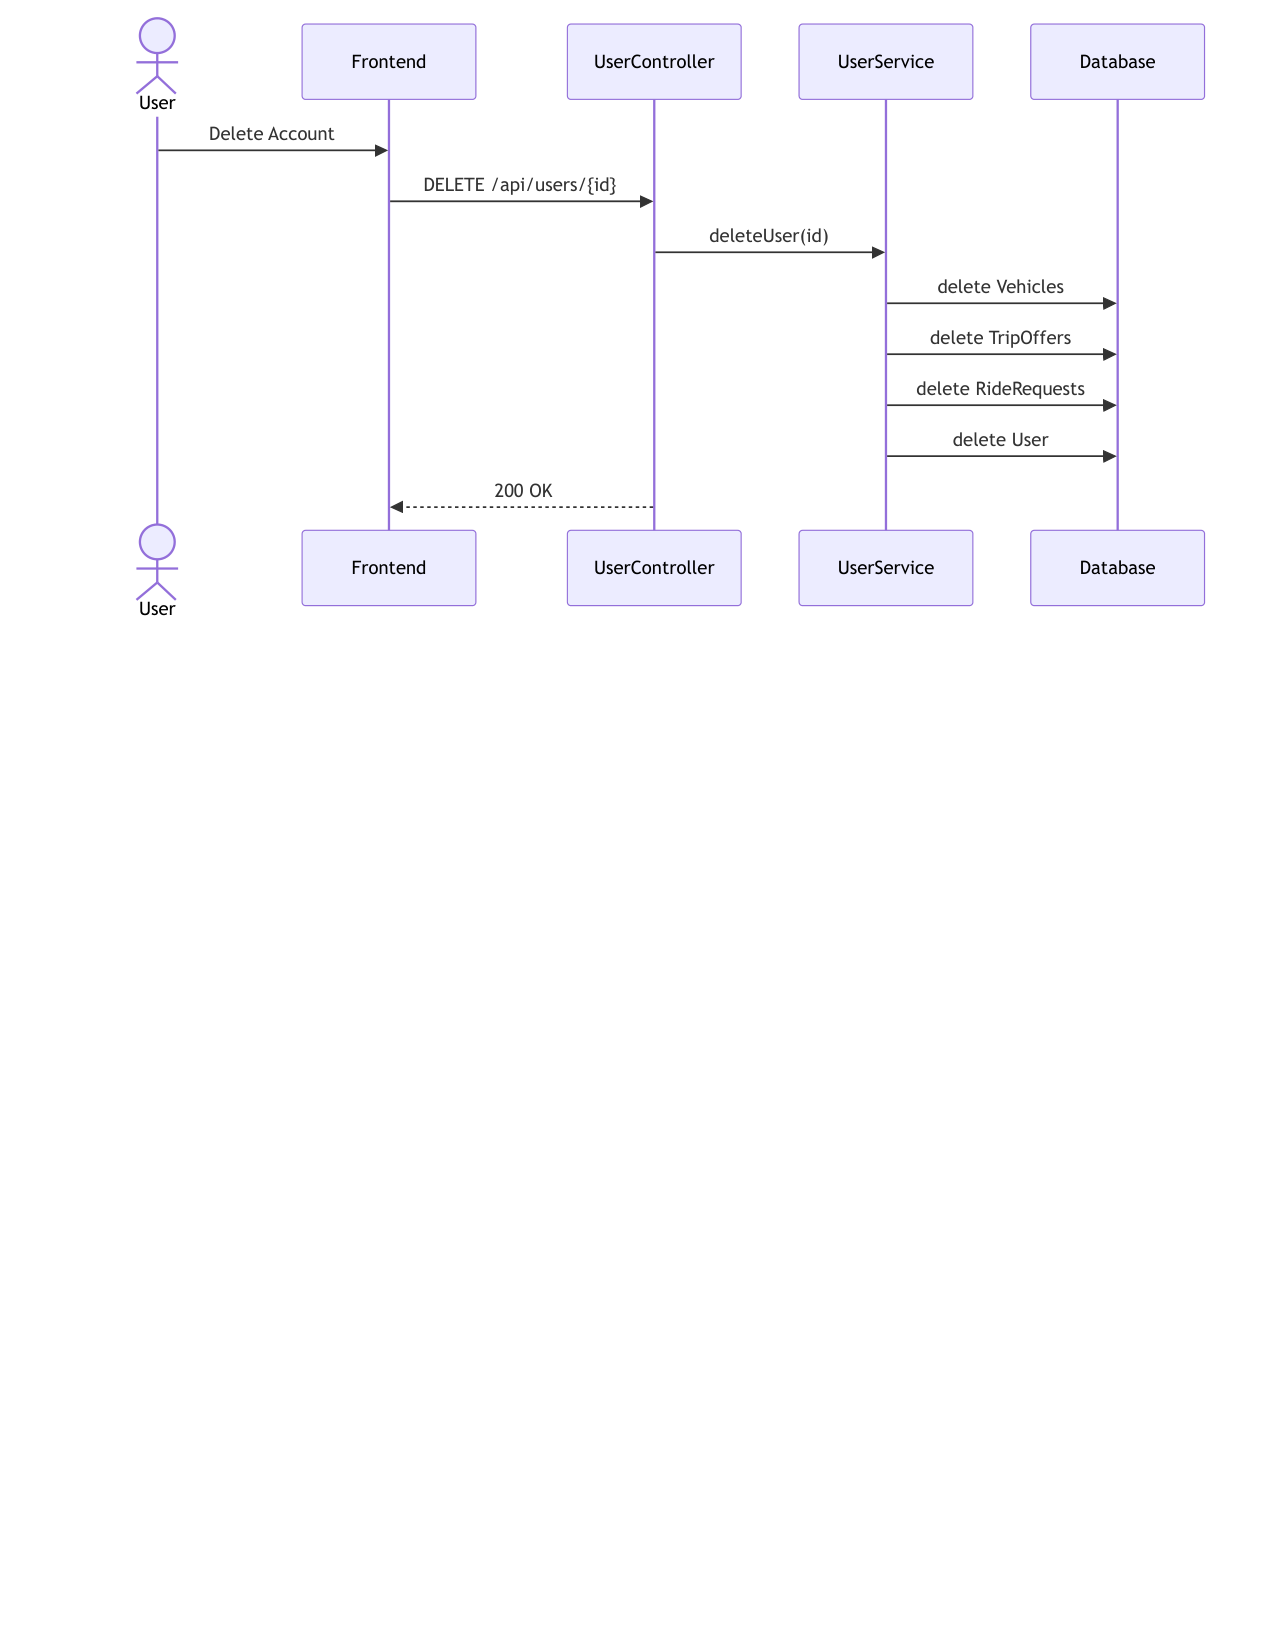 Frontend
UserController
UserService
Database
User
Delete Account
DELETE /api/users/{id}
deleteUser(id)
delete Vehicles
delete TripOffers
delete RideRequests
delete User
200 OK
Frontend
UserController
UserService
Database
User